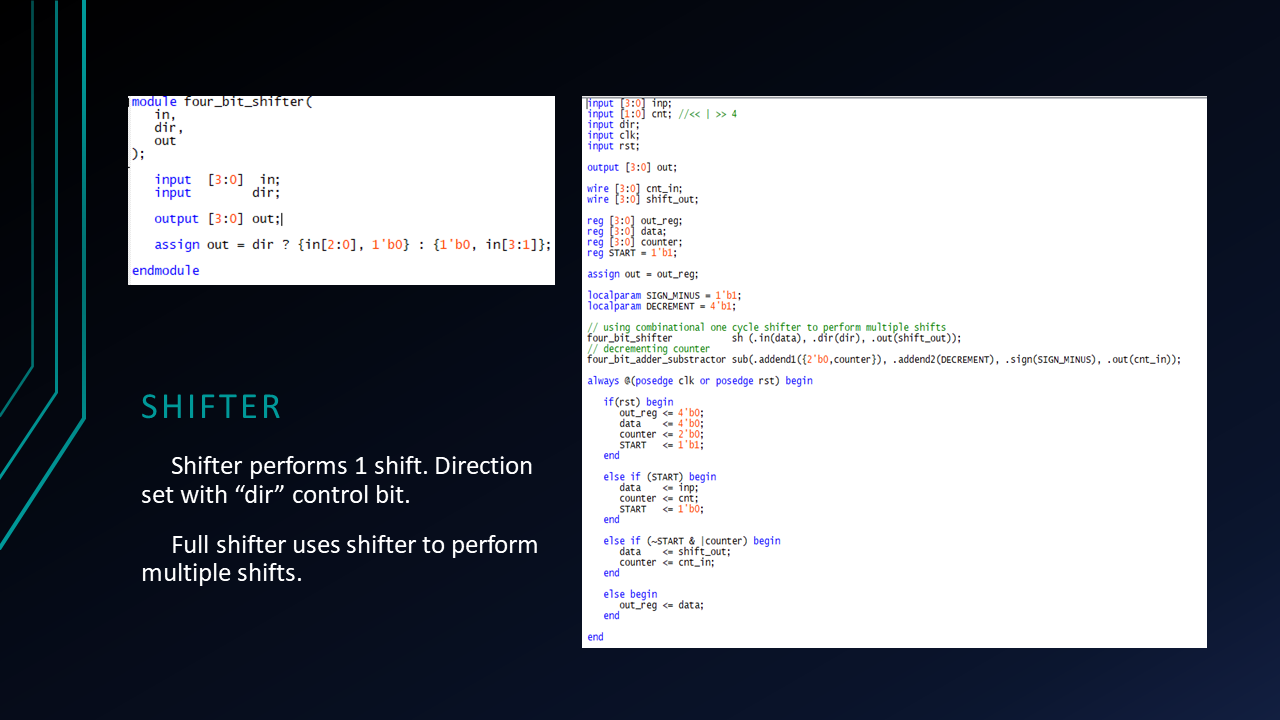 module four_bit_shifter(
in,
dir,
out
);
input [3:0] in;
input dir;
output [3:0] out;
assign out = dir ? {in[2:0], 1'b0} : {1'b0, in[3:1]};
endmodule
SHIFTER
Shifter performs 1 shift. Direction
set with “dir” control bit.
Full shifter uses shifter to perform
multiple shifts.
input [3:0] inp;
input [1:0] cnt; //<< | >> 4
input dir;
input clk;
input rst;
output [3:0] out;
wire [3:0] cnt_in;
wire [3:0] shift_out;
reg [3:0] out_reg;
reg [3:0] data;
reg [3:0] counter;
reg START = 1'b1;
assign out = out_reg;
localparam SIGN_MINUS = 1'b1;
localparam DECREMENT = 4'b1;
// using combinational one cycle shifter to perform multiple shifts
four_bit_shifter sh (.in(data), .dir(dir), .out(shift_out));
// decrementing counter
four_bit_adder_substractor sub(.addend1({2'b0,counter}), .addend2(DECREMENT), .sign(SIGN_MINUS), .out(cnt_in));
always @(posedge clk or posedge rst) begin
if(rst) begin
out_reg <= 4'b0;
data <= 4'b0;
counter <= 2'b0;
START <= 1'b1;
end
else if (START) begin
data <= inp;
counter <= cnt;
START <= 1'b0;
end
else if (~START & |counter) begin
data <= shift_out;
counter <= cnt_in;
end
else begin
out_reg <= data;
end
end